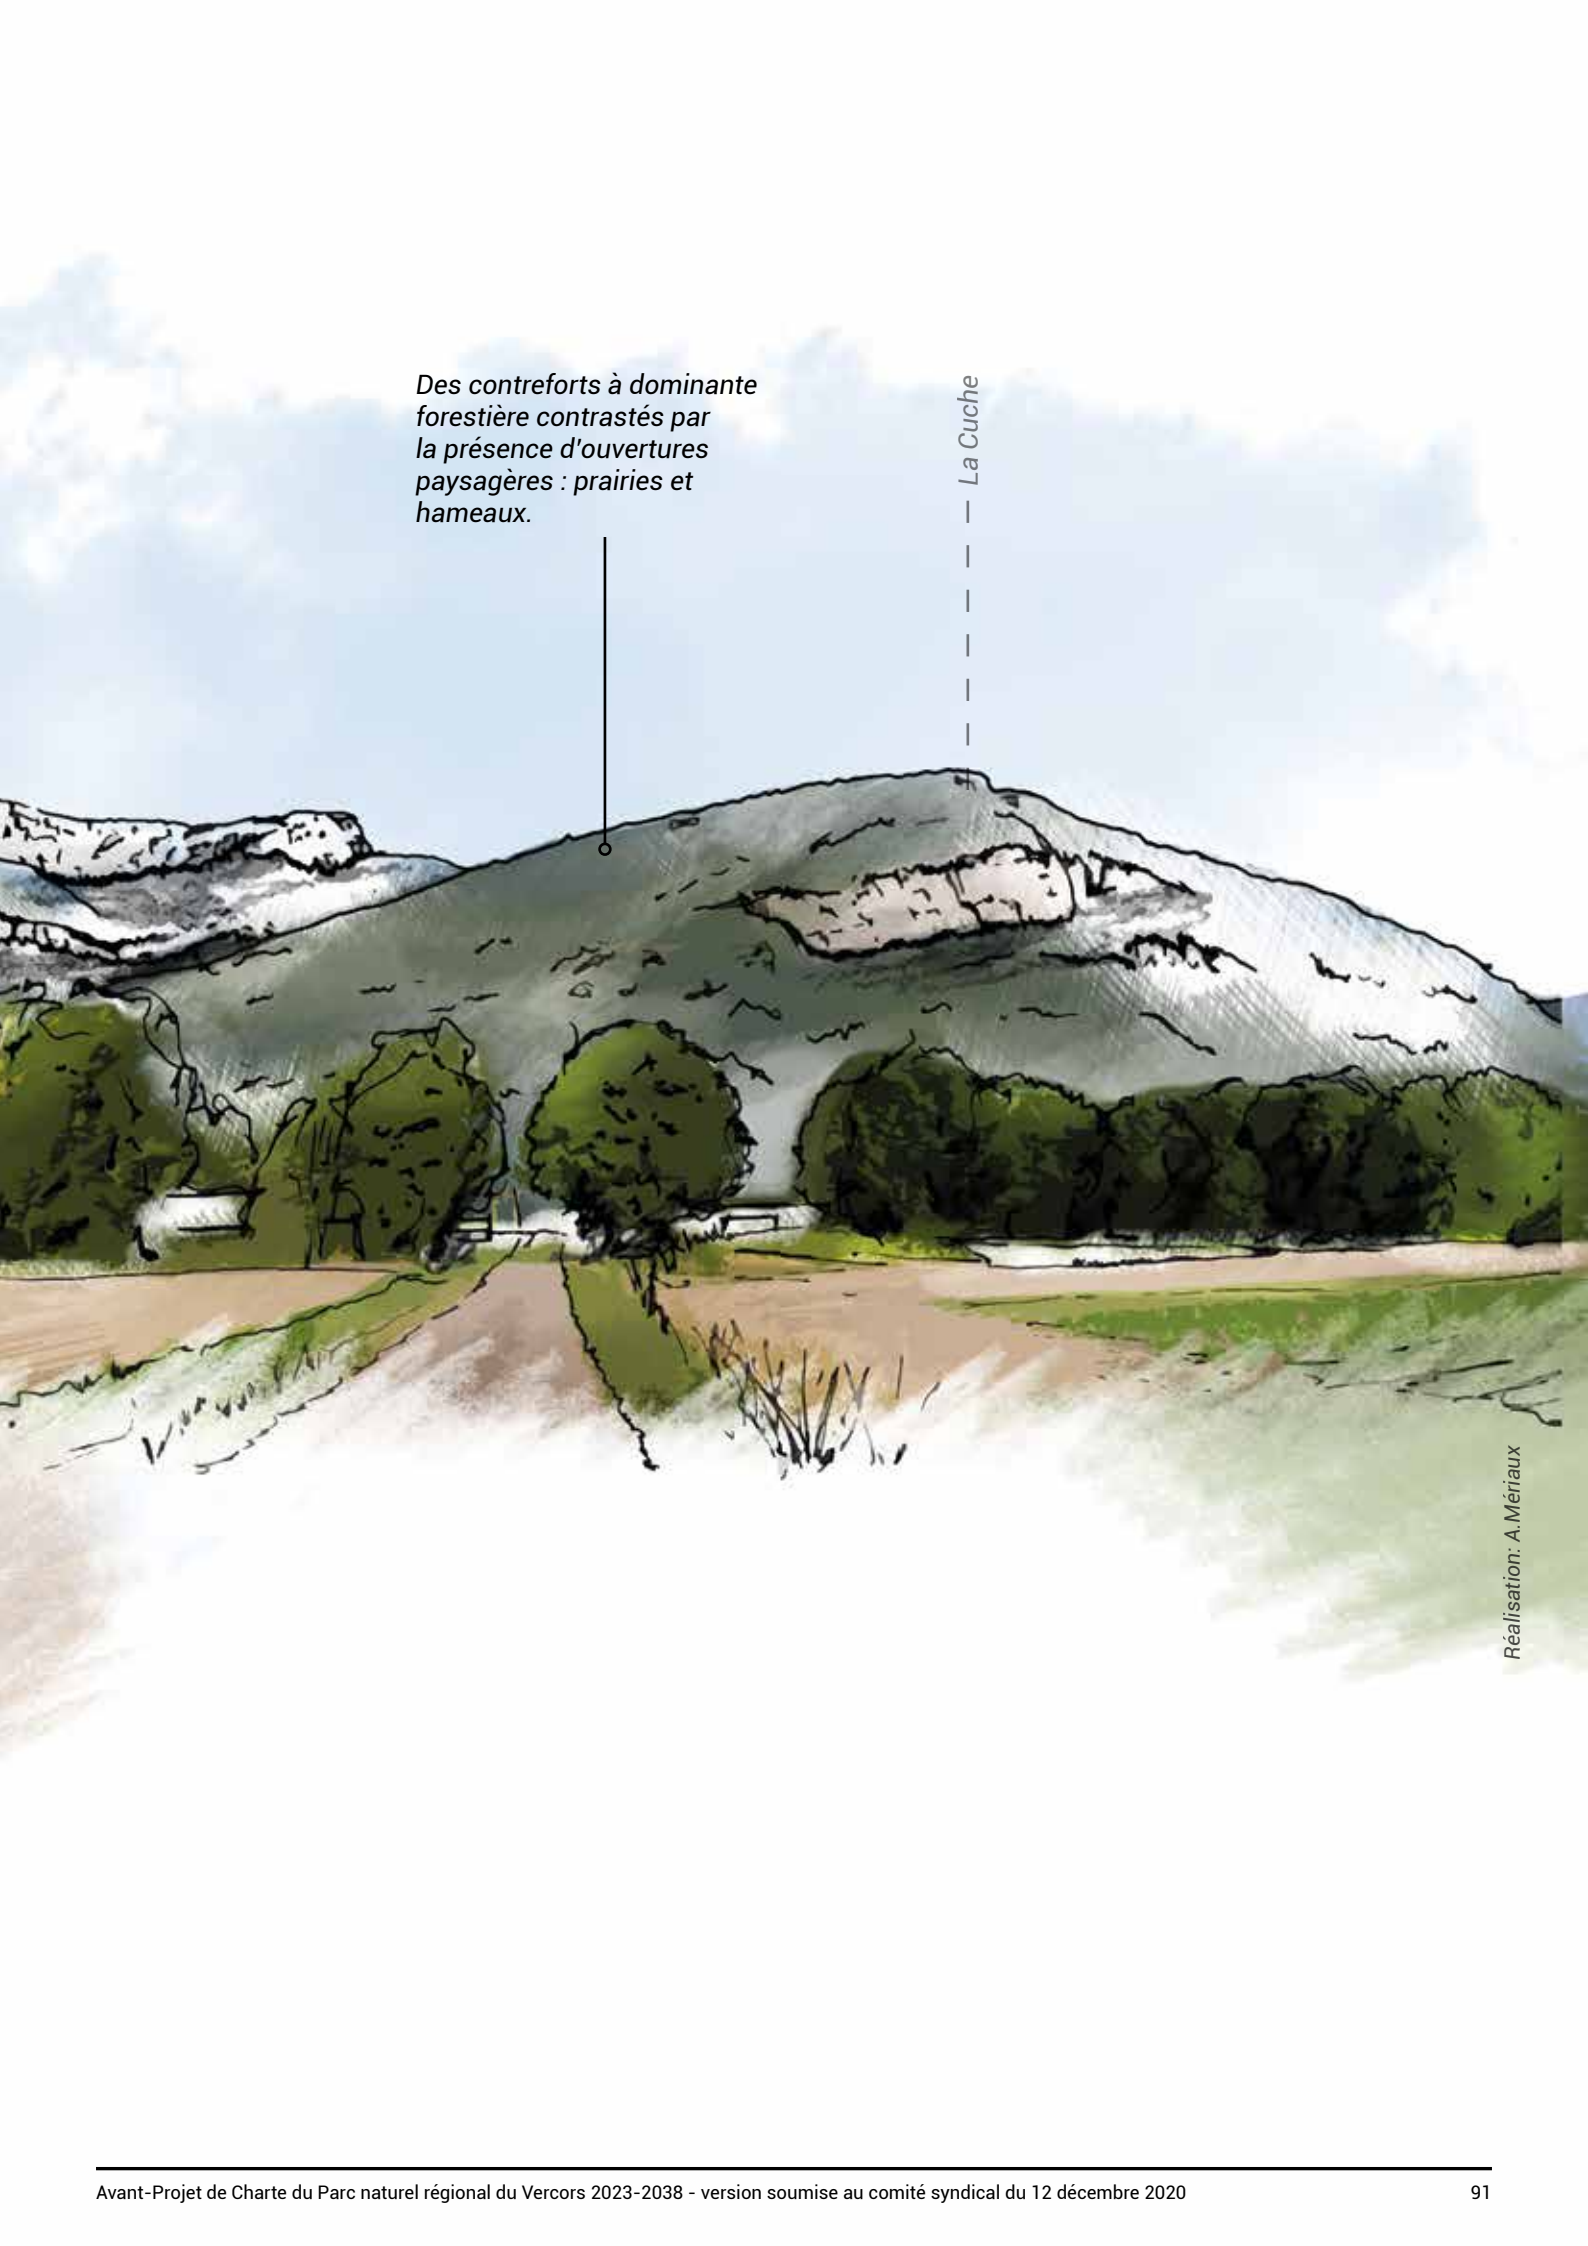 Des contreforts à dominante
forestière contrastés par
la présence d'ouvertures
paysagères : prairies et
hameaux.
La Cuche
Réalisation: A.Mériaux
Avant-Projet de Charte du Parc naturel régional du Vercors 2023-2038 - version soumise au comité syndical du 12 décembre 2020
91